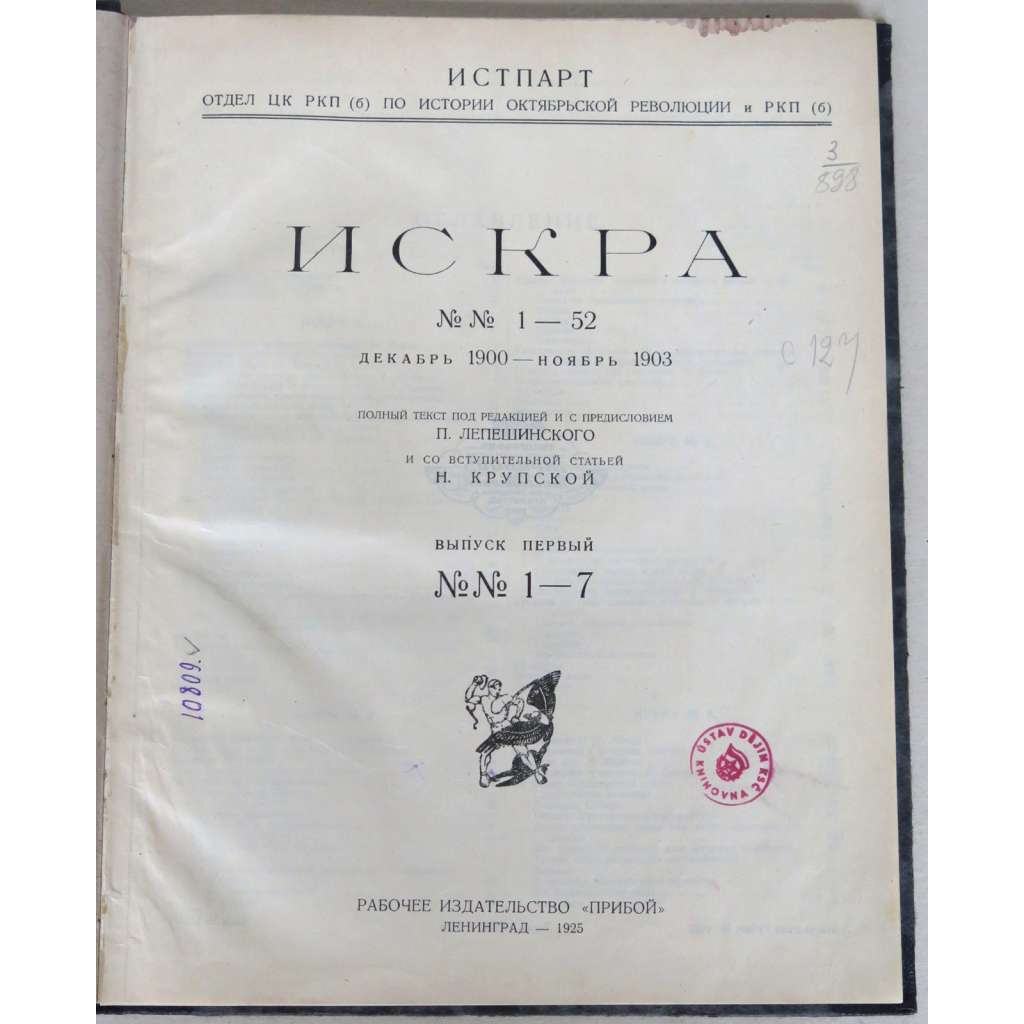 ИСТПАРТ
ОТДЕЛ ЦК РКП (б) ПО ИСТОРИИ ОКТЯБРЬСКОЙ РЕВОЛЮЦИИ и РКП (б)
3
898
ИСКРА
№№ 1 — 52
ДЕКАБРЬ 1900 — НОЯБРЬ 1903
ПОЛНЫЙ ТЕКСТ ПОД РЕДАКЦИЕЙ И С ПРЕДИСЛОВИЕМ
П. ЛЕПЕШИНСКОГО
И СО ВСТУПИТЕЛЬНОЙ СТАТЬЕЙ
Н. КРУПСКОЙ
ВЫПУСК ПЕРВЫЙ
№№ 1 — 7
10809.
ÚSTAV DĚJIN KSČ
KNIHOVNA
РАБОЧЕЕ ИЗДАТЕЛЬСТВО «ПРИБОЙ»
ЛЕНИНГРАД — 1925